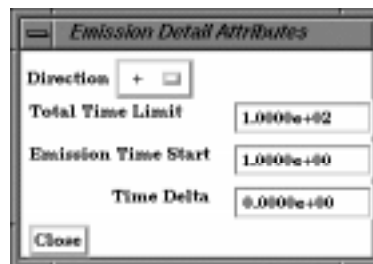 Emission Detail Attributes
Direction +
Total Time Limit 1.0000e+02
Emission Time Start 1.0000e+00
Time Delta 0.0000e+00
Close